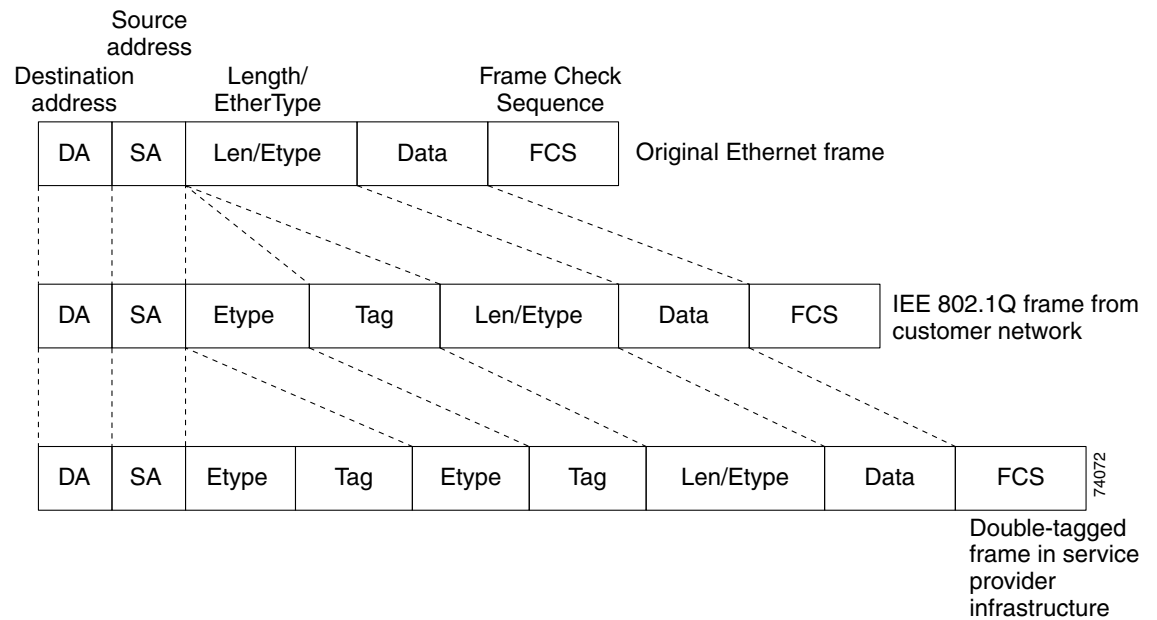 Source
address
Destination
address
Length/
EtherType
Frame Check
Sequence
DA SA Len/Etype Data FCS Original Ethernet frame
DA SA Etype Tag Len/Etype Data FCS
IEE 802.1Q frame from
customer network
DA SA Etype Tag Etype Tag Len/Etype Data FCS
74072
Double-tagged
frame in service
provider
infrastructure